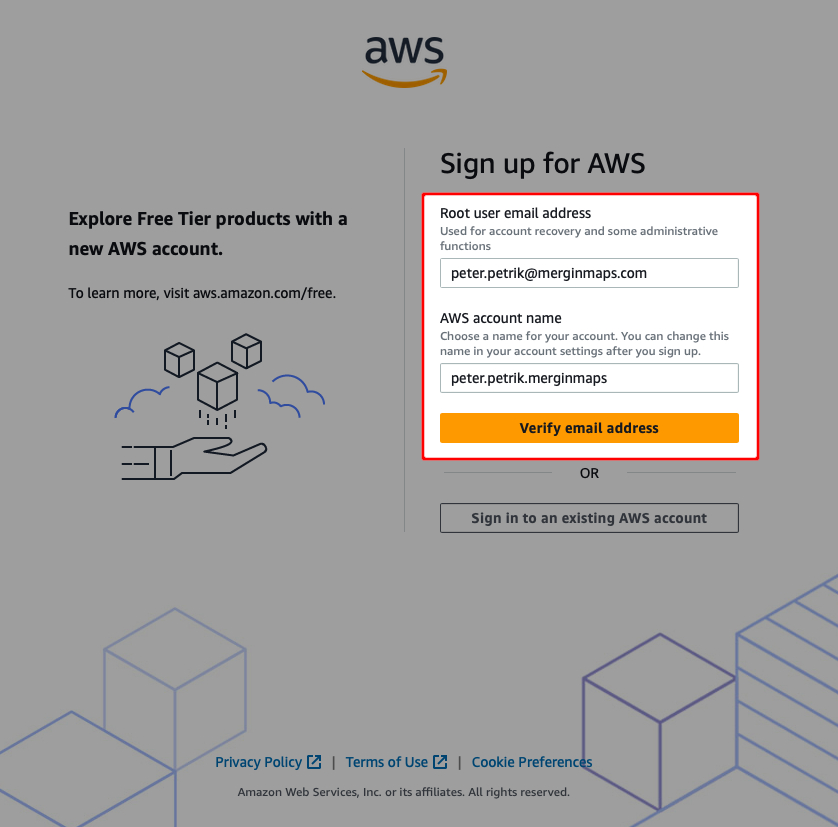 aws
Explore Free Tier products with a
new AWS account.
To learn more, visit aws.amazon.com/free.
Sign up for AWS
Root user email address
Used for account recovery and some administrative
functions
peter.petrik@merginmaps.com
AWS account name
Choose a name for your account. You can change this
name in your account settings after you sign up.
peter.petrik.merginmaps
Verify email address
OR
Sign in to an existing AWS account
Privacy Policy | Terms of Use | Cookie Preferences
Amazon Web Services, Inc. or its affiliates. All rights reserved.